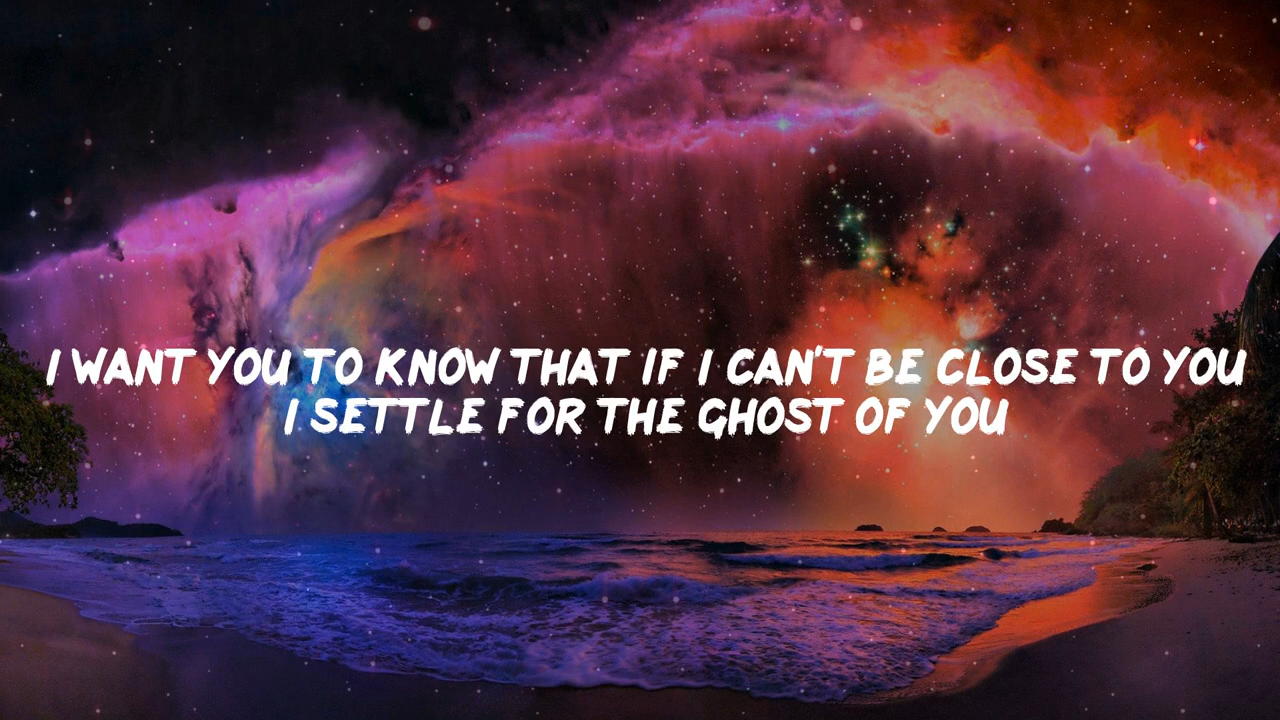 I WANT YOU TO KNOW THAT IF I CAN'T BE CLOSE TO YOU
I SETTLE FOR THE GHOST OF YOU